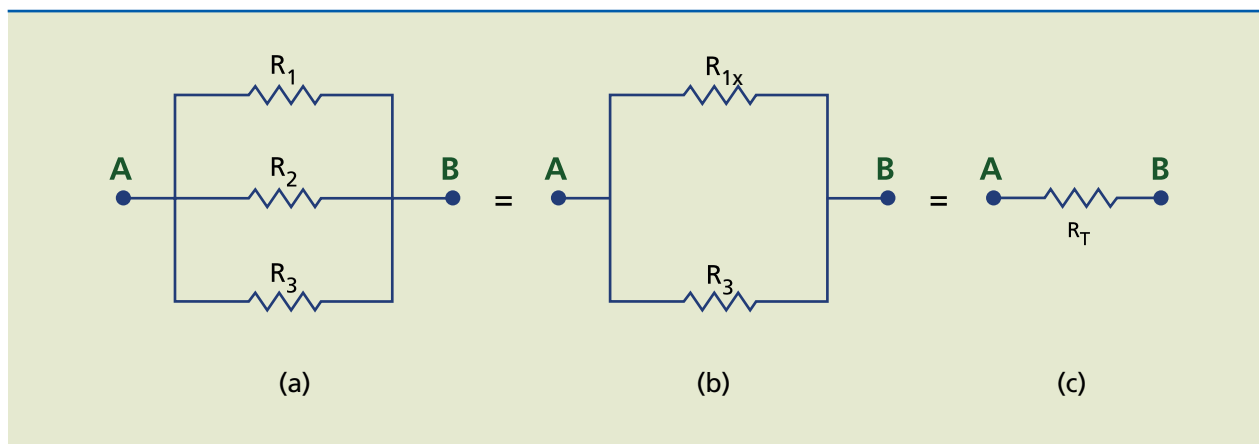 R1
R1x
A
R2
B
=
A
B
=
A
B
RT
R3
R3
(a)
(b)
(c)